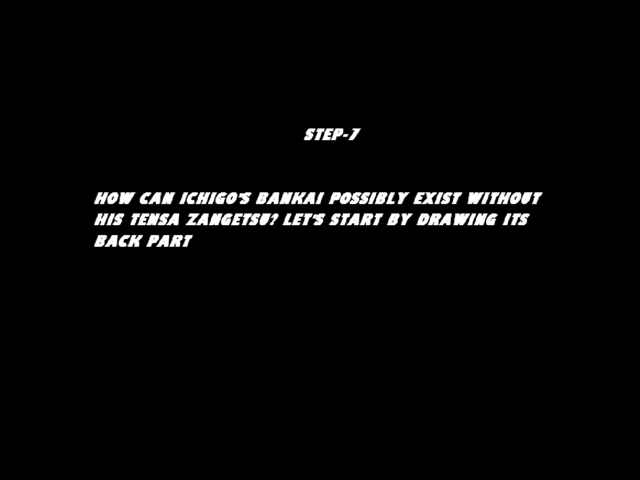 STEP-7
HOW CAN ICHIGO'S BANKAI POSSIBLY EXIST WITHOUT
HIS TENSA ZANGETSU? LET'S START BY DRAWING ITS
BACK PART